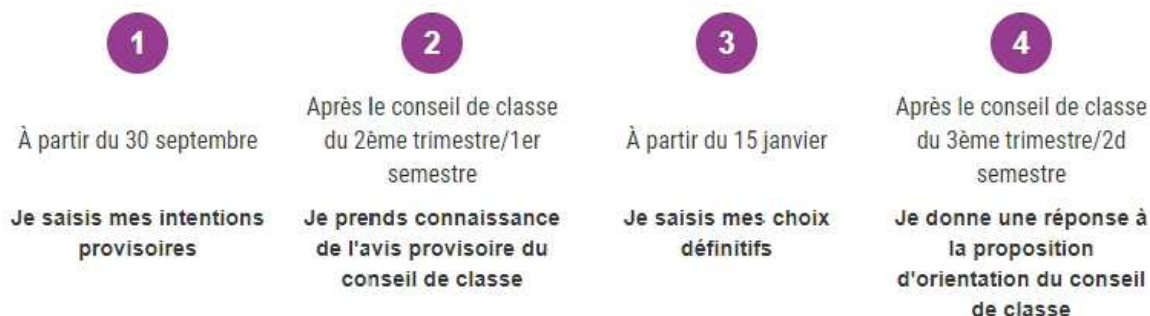 1
À partir du 30 septembre
Je saisis mes intentions
provisoires
2
Après le conseil de classe
du 2ème trimestre/1er
semestre
Je prends connaissance
de l'avis provisoire du
conseil de classe
3
À partir du 15 janvier
Je saisis mes choix
définitifs
4
Après le conseil de classe
du 3ème trimestre/2d
semestre
Je donne une réponse à
la proposition
d'orientation du conseil
de classe